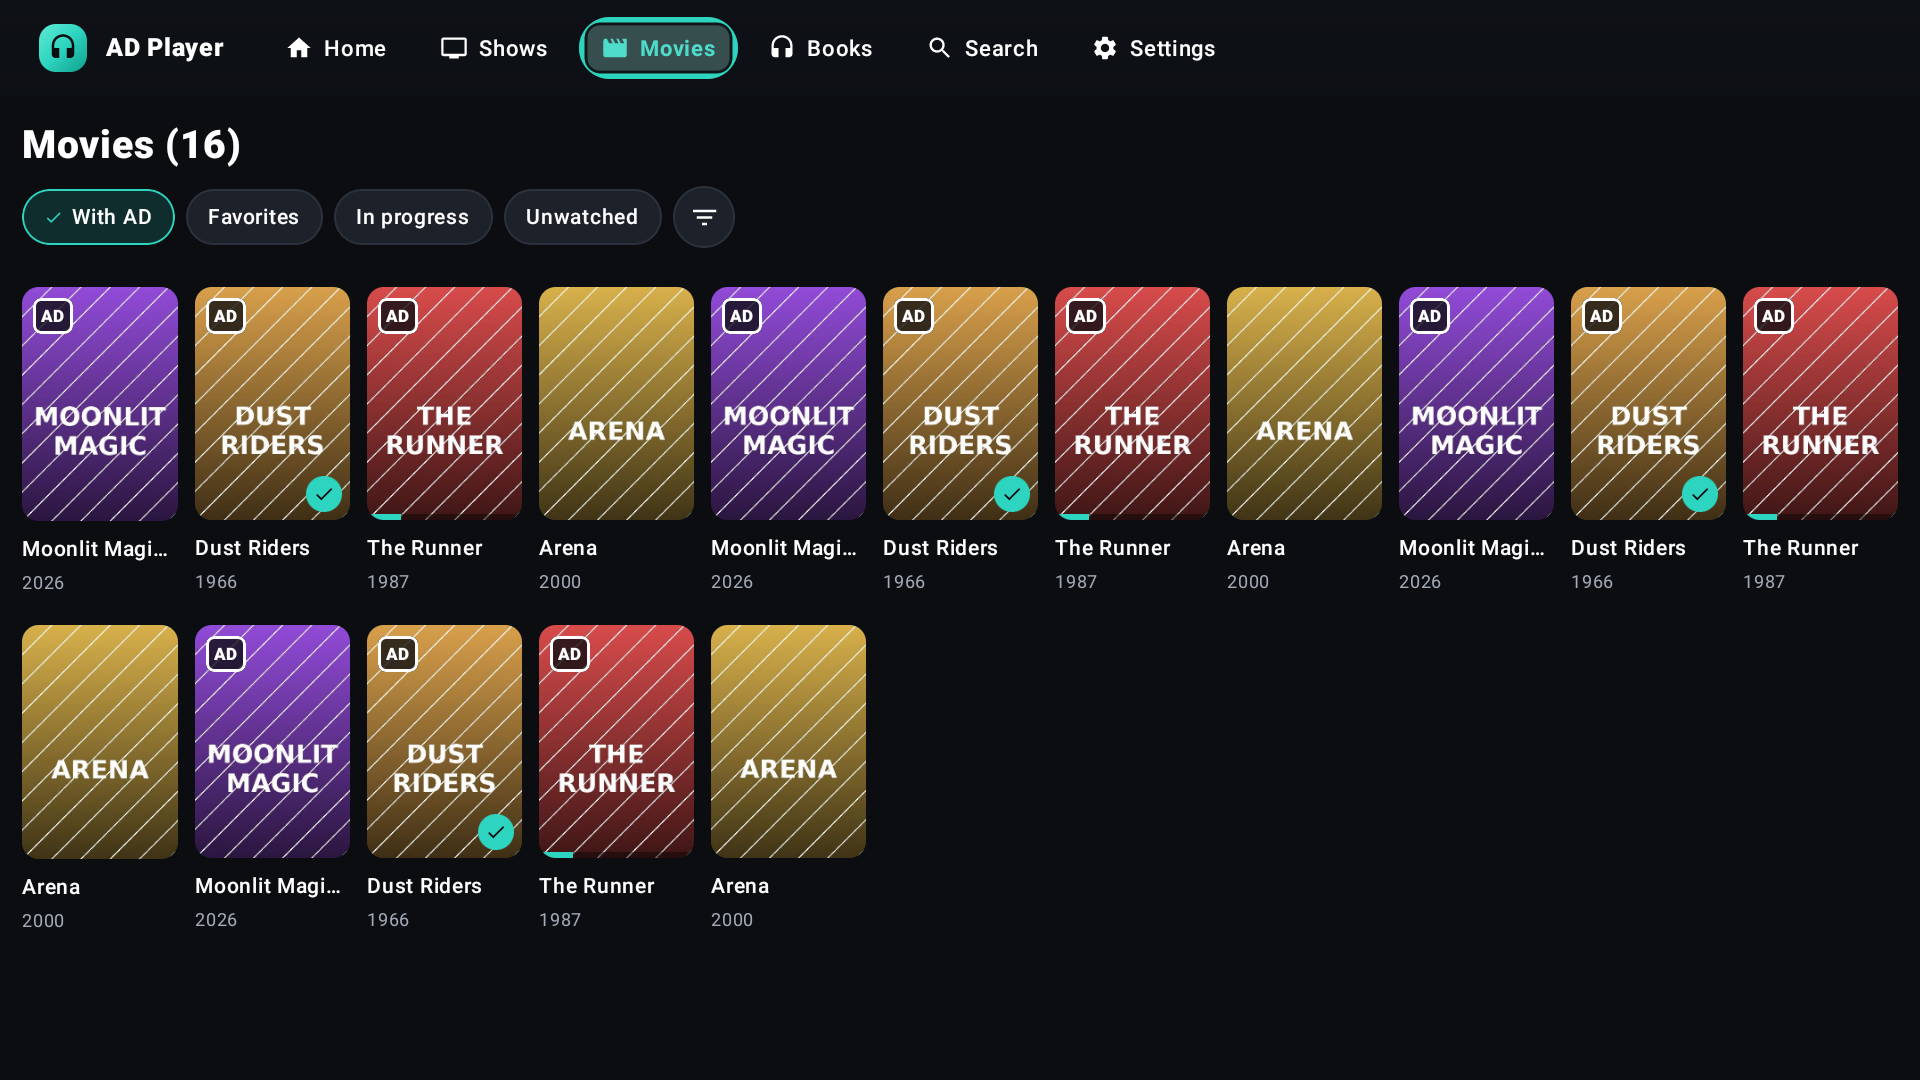 AD Player
Home
Shows
Movies
Books
Search
Settings
Movies (16)
With AD
Favorites
In progress
Unwatched
AD
MOONLIT
MAGIC
Moonlit Magi…
2026
AD
DUST
RIDERS
Dust Riders
1966
AD
THE
RUNNER
The Runner
1987
ARENA
Arena
2000
AD
MOONLIT
MAGIC
Moonlit Magi…
2026
AD
DUST
RIDERS
Dust Riders
1966
AD
THE
RUNNER
The Runner
1987
ARENA
Arena
2000
AD
MOONLIT
MAGIC
Moonlit Magi…
2026
AD
DUST
RIDERS
Dust Riders
1966
AD
THE
RUNNER
The Runner
1987
ARENA
Arena
2000
AD
MOONLIT
MAGIC
Moonlit Magi…
2026
AD
DUST
RIDERS
Dust Riders
1966
AD
THE
RUNNER
The Runner
1987
ARENA
Arena
2000